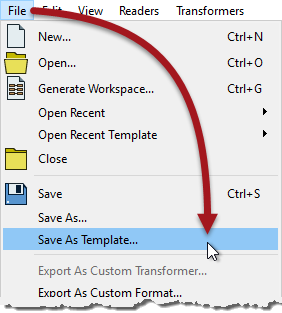 File Edit View Readers Transformers
New... Ctrl+N
Open... Ctrl+O
Generate Workspace... Ctrl+G
Open Recent
Open Recent Template
Close
Save Ctrl+S
Save As...
Save As Template...
Export As Custom Transformer...
Export As Custom Format...